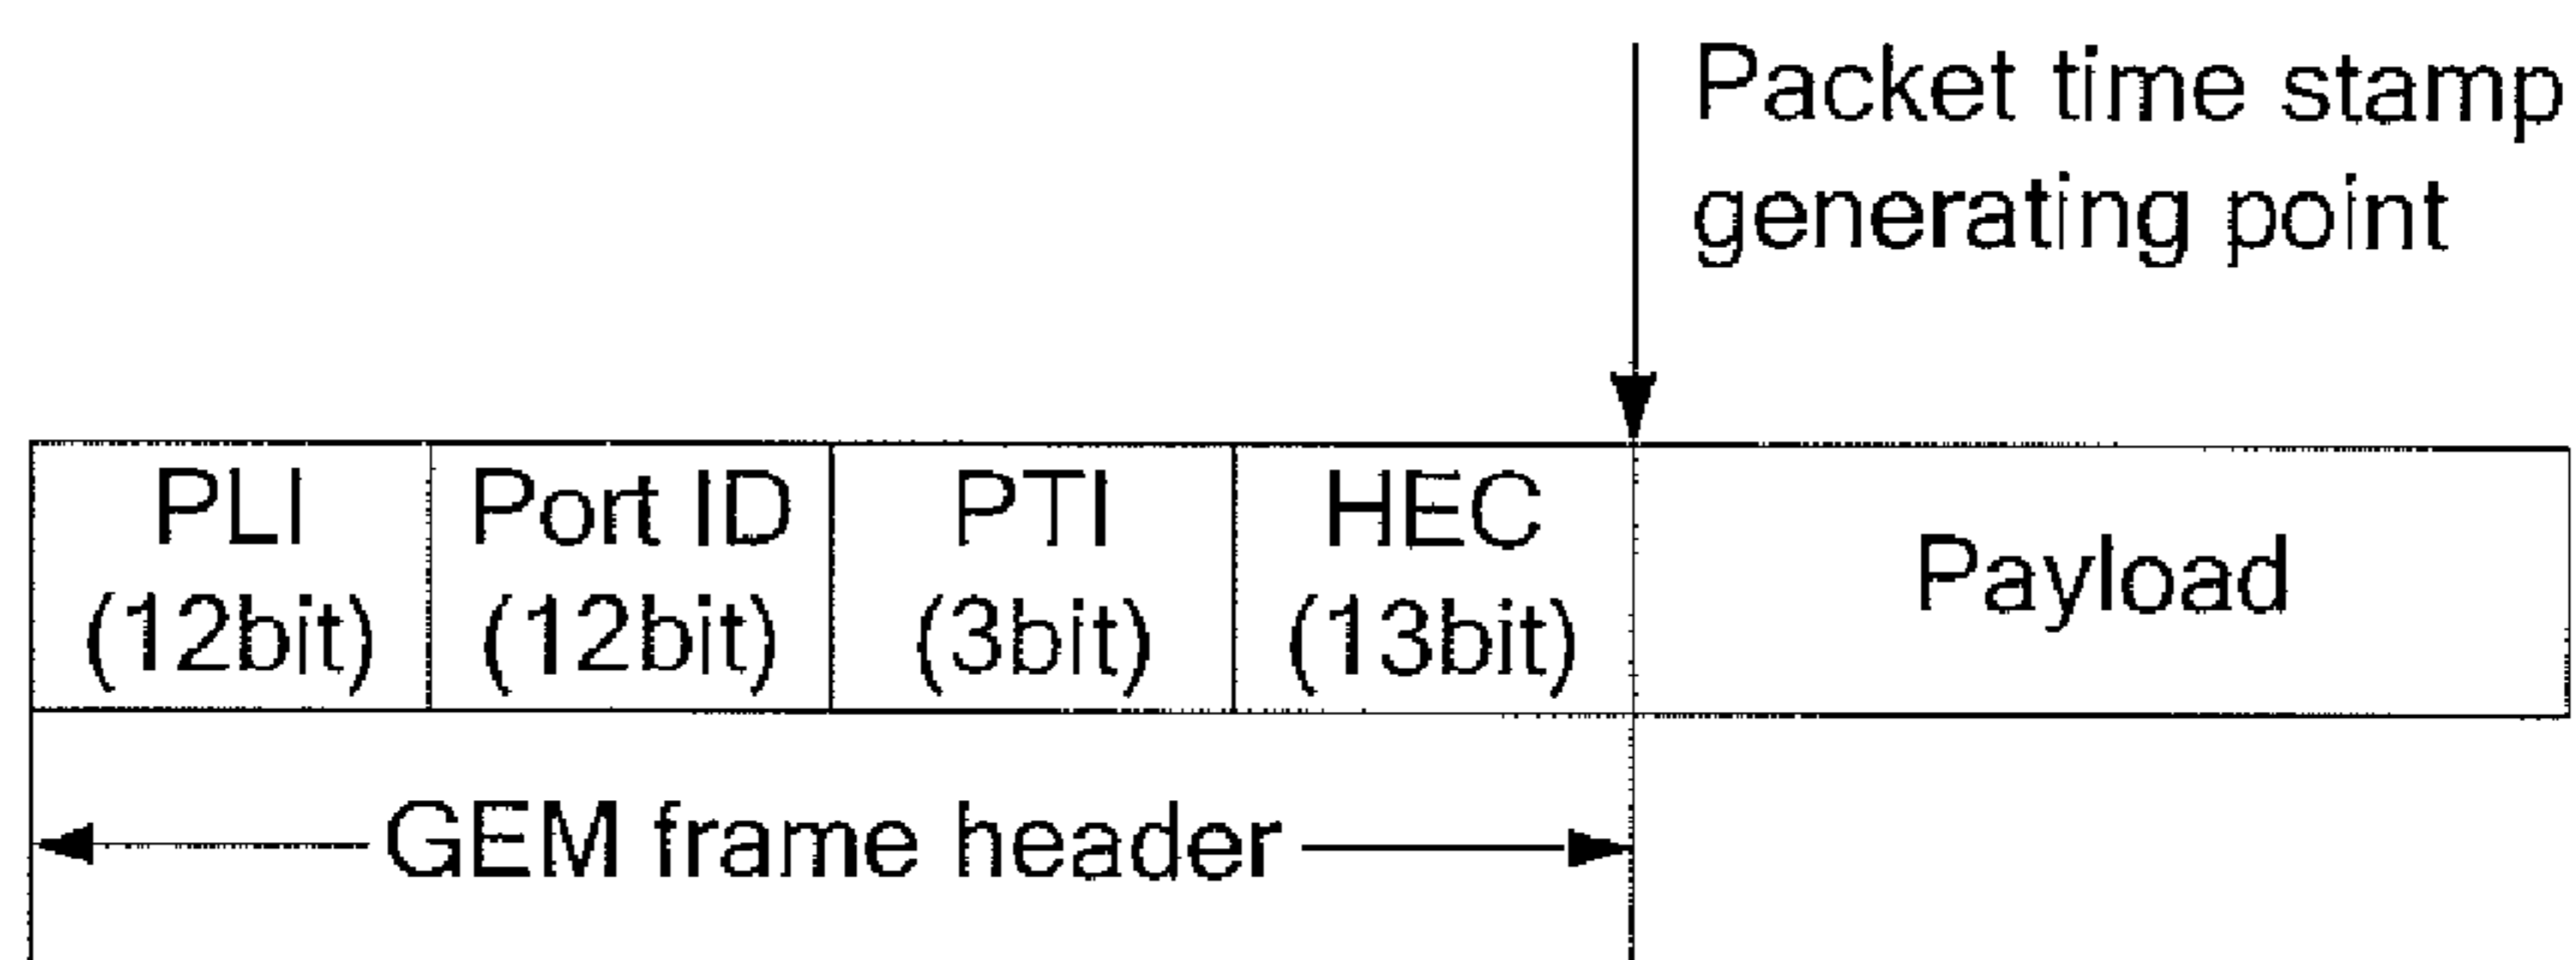 Packet time stamp
generating point
PLI
(12bit)
Port ID
(12bit)
PTI
(3bit)
HEC
(13bit)
Payload
GEM frame header